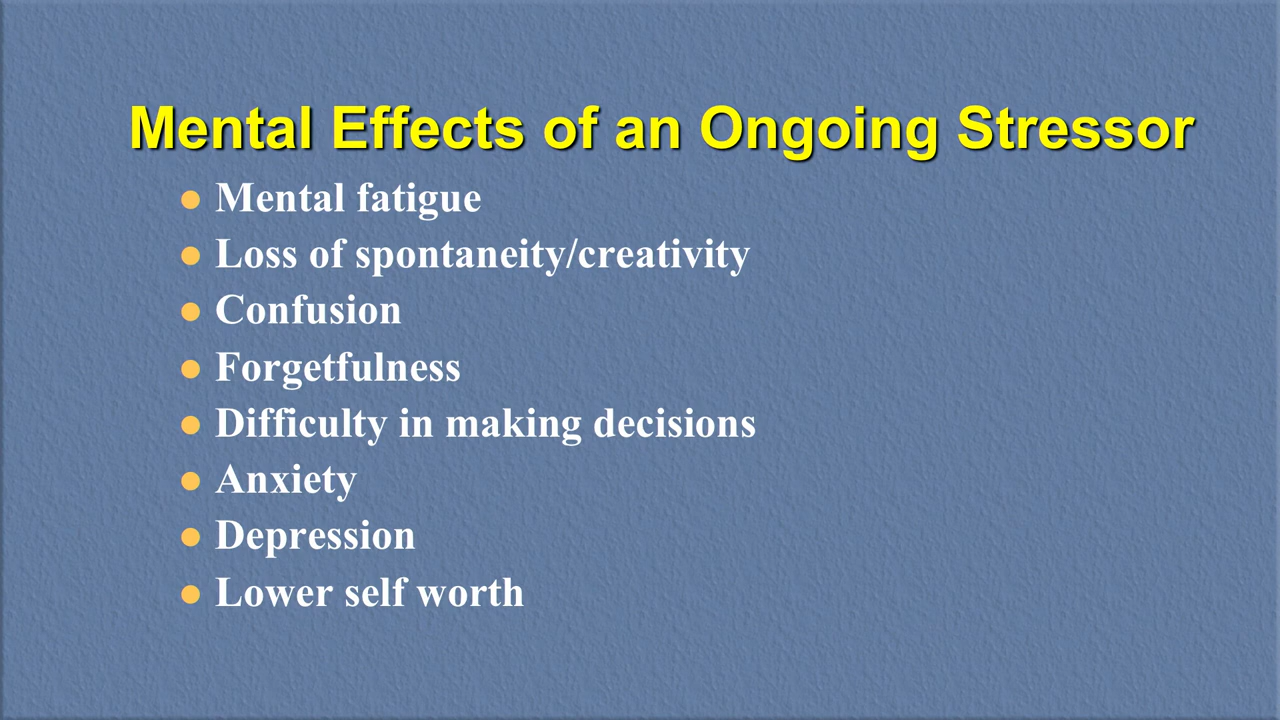 Mental Effects of an Ongoing Stressor
● Mental fatigue
● Loss of spontaneity/creativity
● Confusion
● Forgetfulness
● Difficulty in making decisions
● Anxiety
● Depression
● Lower self worth